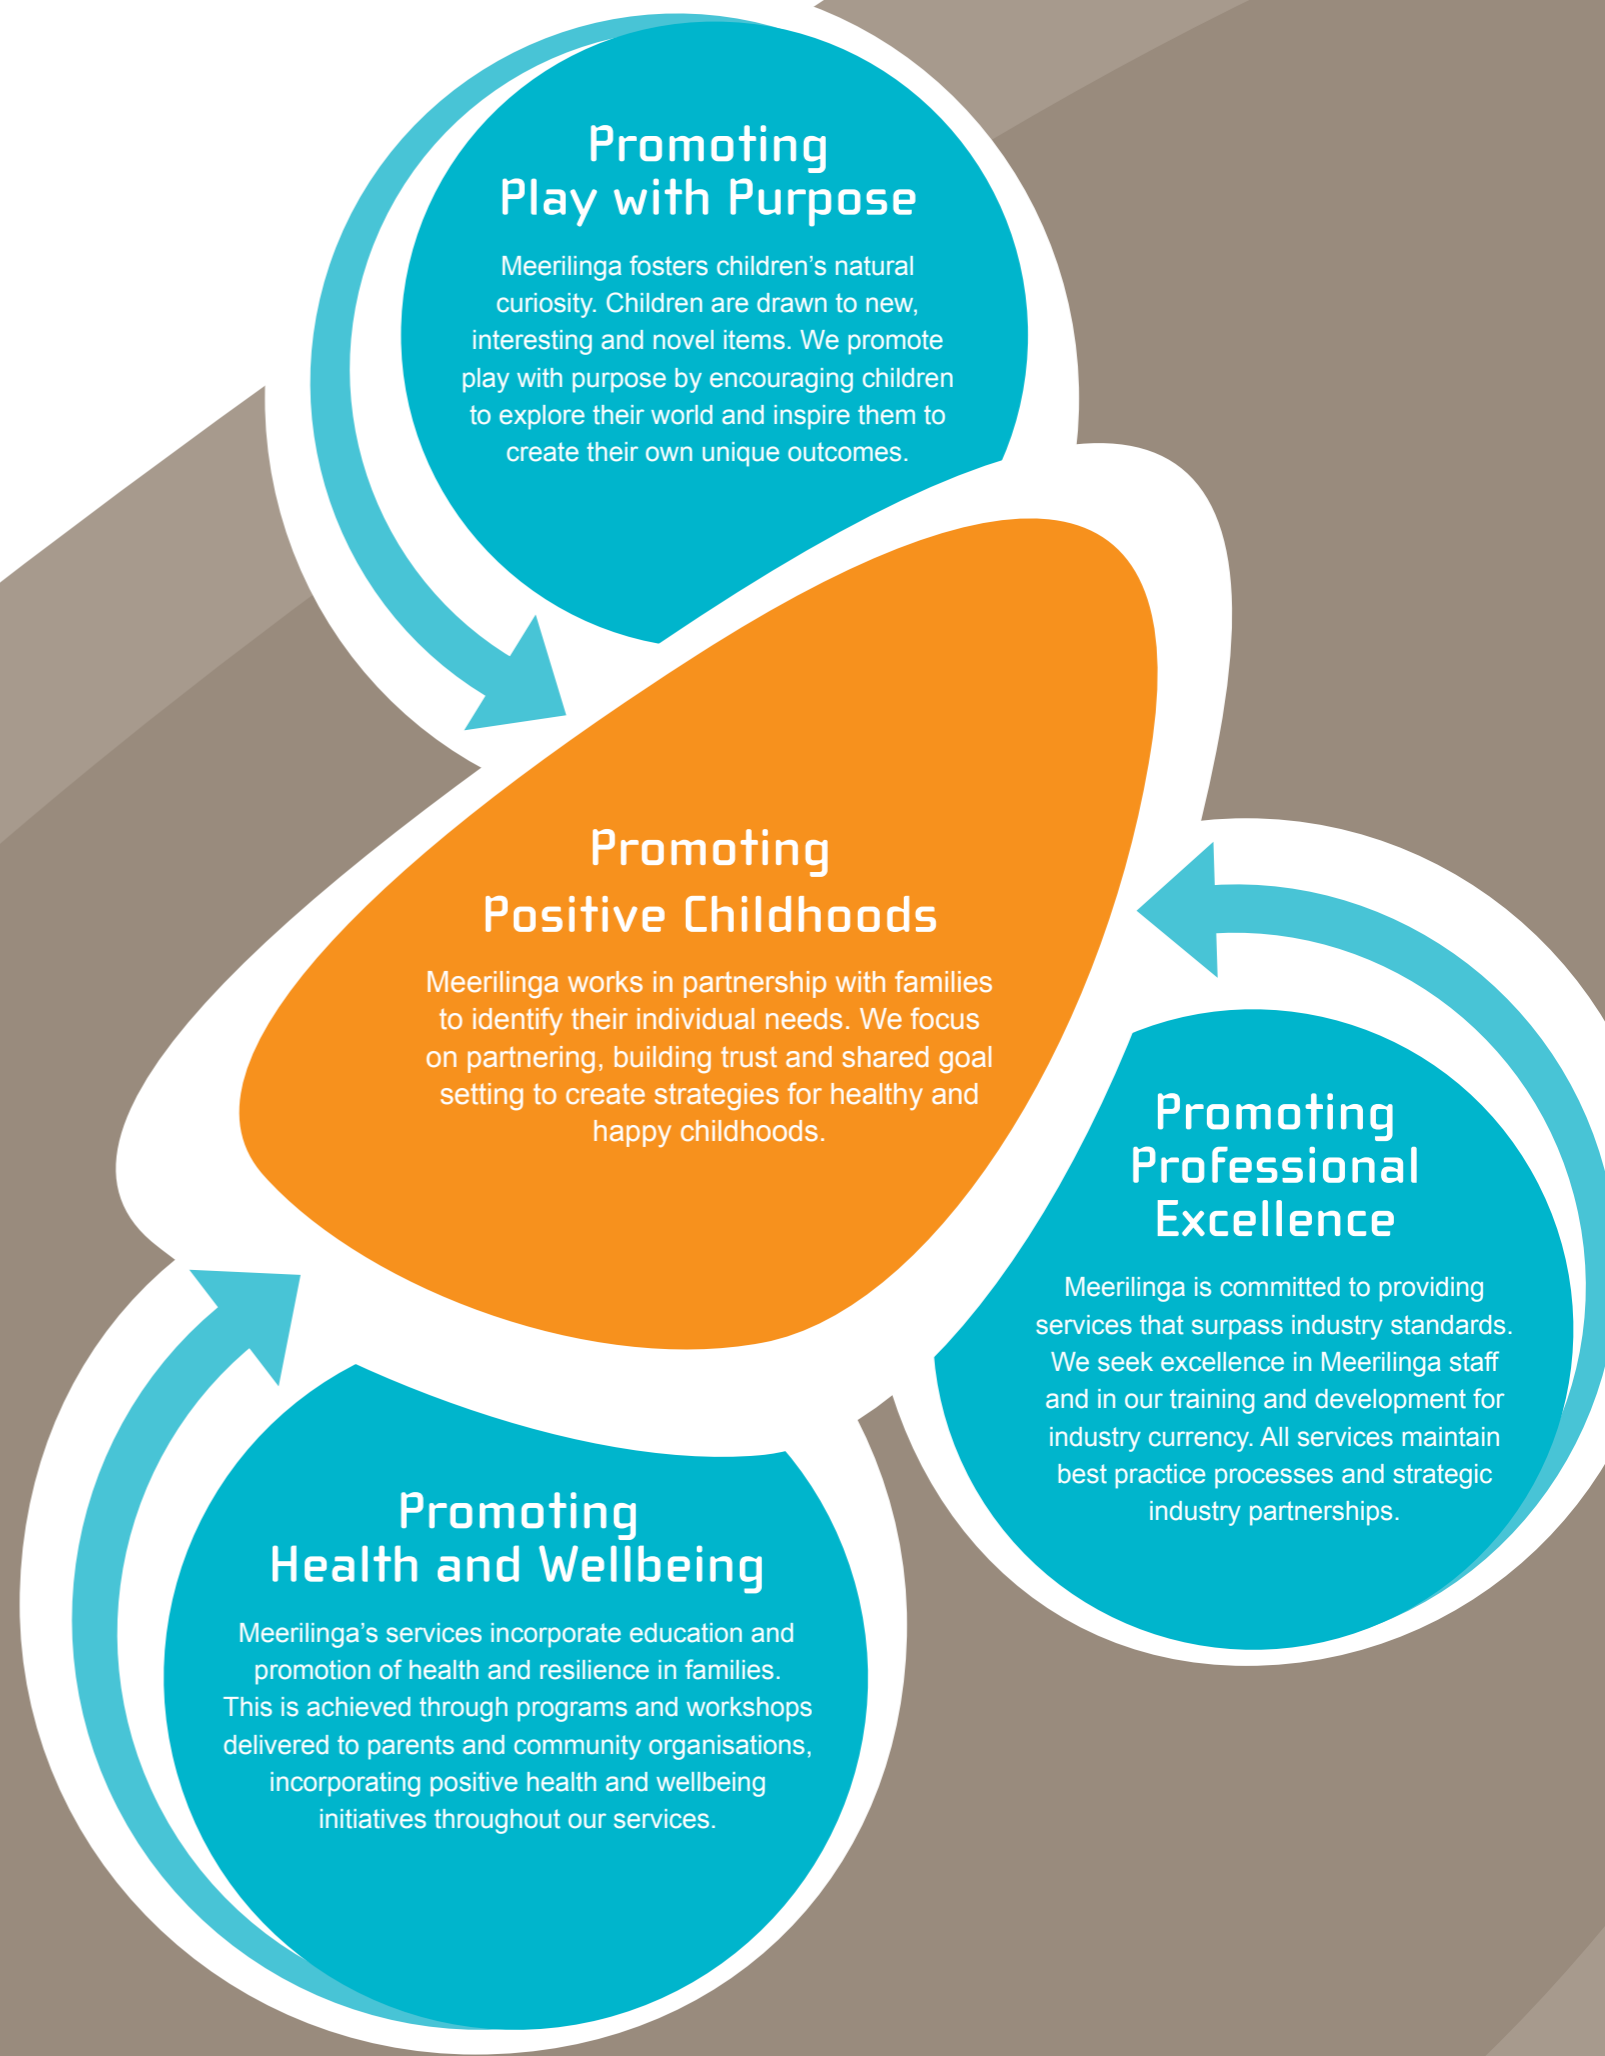 Promoting
Play with Purpose
Meerilinga fosters children’s natural
curiosity. Children are drawn to new,
interesting and novel items. We promote
play with purpose by encouraging children
to explore their world and inspire them to
create their own unique outcomes.
Promoting
Positive Childhoods
Meerilinga works in partnership with families
to identify their individual needs. We focus
on partnering, building trust and shared goal
setting to create strategies for healthy and
happy childhoods.
Promoting
Professional
Excellence
Meerilinga is committed to providing
services that surpass industry standards.
We seek excellence in Meerilinga staff
and in our training and development for
industry currency. All services maintain
best practice processes and strategic
industry partnerships.
Promoting
Health and Wellbeing
Meerilinga’s services incorporate education and
promotion of health and resilience in families.
This is achieved through programs and workshops
delivered to parents and community organisations,
incorporating positive health and wellbeing
initiatives throughout our services.